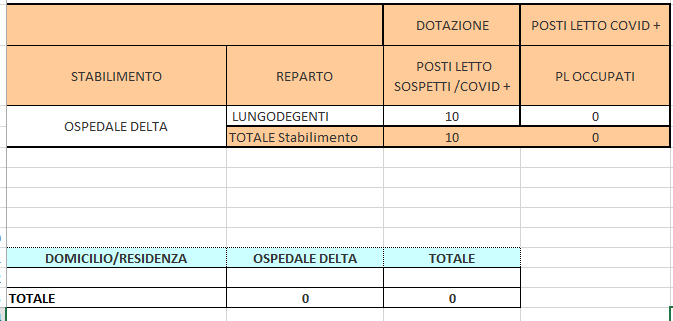 DOTAZIONE POSTI LETTO COVID +
STABILIMENTO REPARTO POSTI LETTO SOSPETTI /COVID + PL OCCUPATI
OSPEDALE DELTA LUNGODEGENTI 10 0
TOTALE Stabilimento 10 0
DOMICILIO/RESIDENZA OSPEDALE DELTA TOTALE
TOTALE 0 0